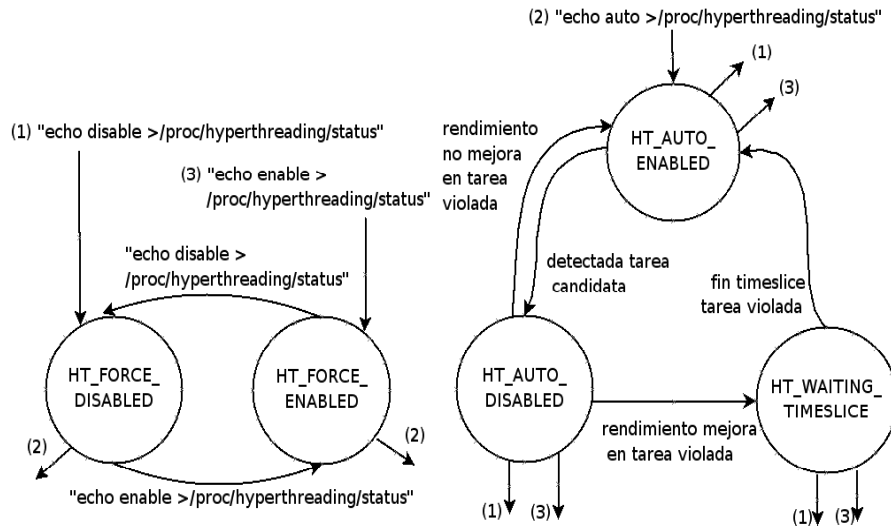 (2) "echo auto >/proc/hyperthreading/status"
(1)
(3)
HT_AUTO_
ENABLED
rendimiento
no mejora
en tarea
violada
(1) "echo disable >/proc/hyperthreading/status"
(3) "echo enable >
/proc/hyperthreading/status"
"echo disable >
/proc/hyperthreading/status"
detectada tarea
candidata
fin timeslice
tarea violada
HT_FORCE_
DISABLED
HT_FORCE_
ENABLED
HT_AUTO_
DISABLED
HT_WAITING_
TIMESLICE
rendimiento mejora
en tarea violada
(2)
(2)
"echo enable >/proc/hyperthreading/status"
(1)
(3)
(1)
(3)